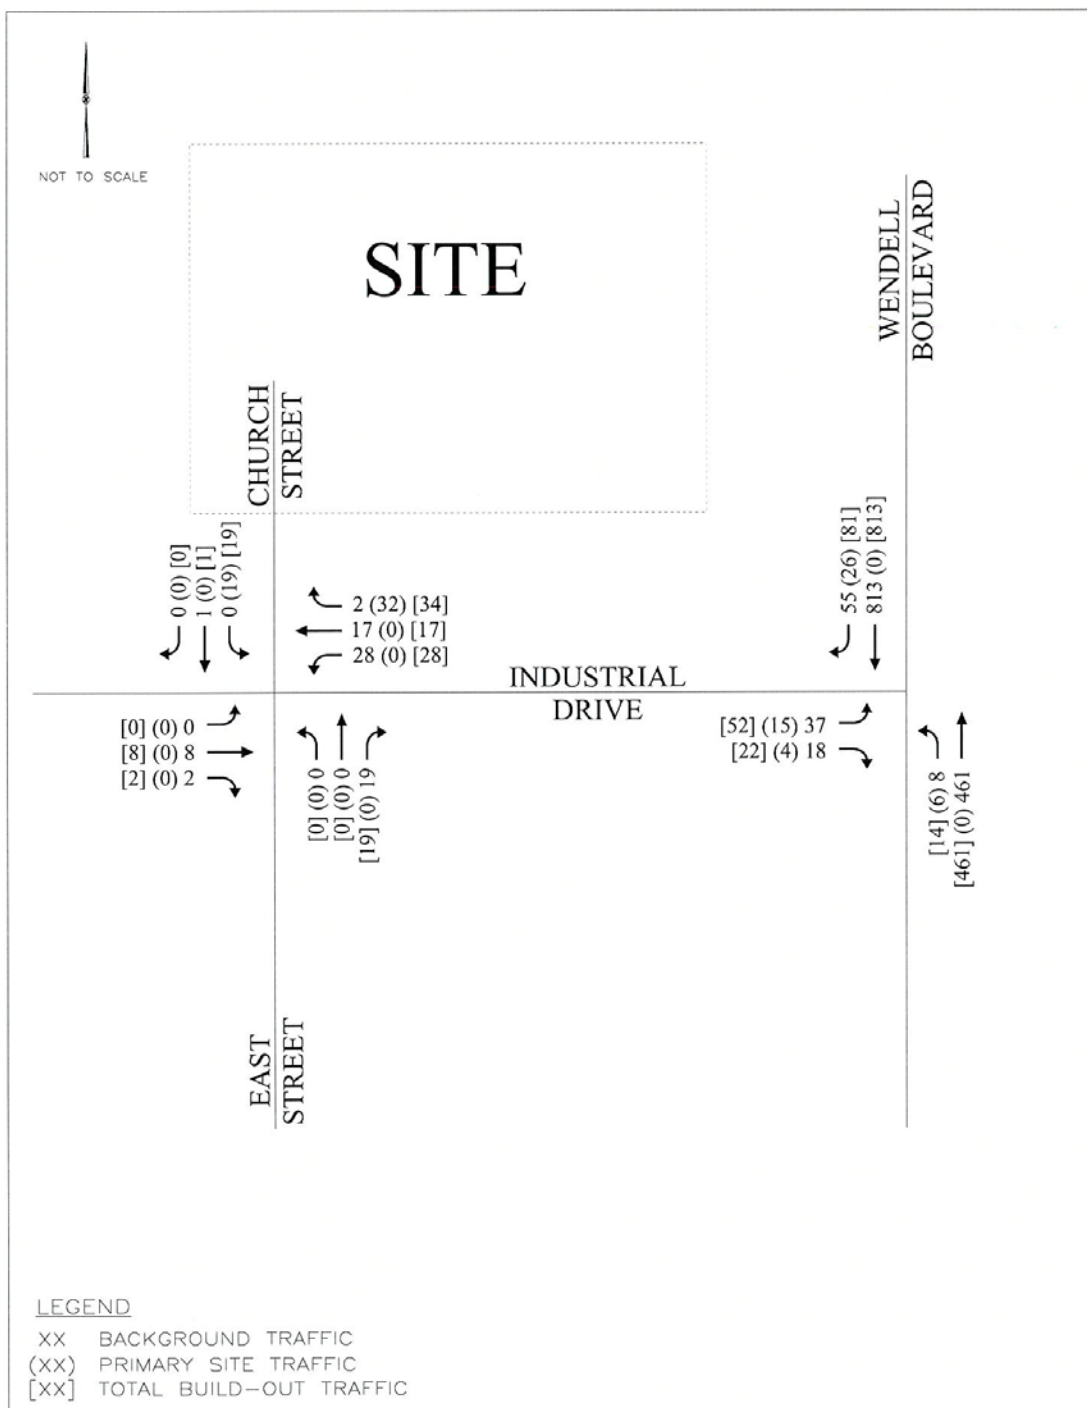 NOT TO SCALE
SITE
WENDELL
BOULEVARD
CHURCH
STREET
0 (0) [0]
1 (0) [1]
0 (19) [19]
2 (32) [34]
17 (0) [17]
28 (0) [28]
55 (26) [81]
813 (0) [813]
INDUSTRIAL
DRIVE
[0] (0) 0
[8] (0) 8
[2] (0) 2
[0] (0) 0
[0] (0) 0
[19] (0) 19
[52] (15) 37
[22] (4) 18
[14] (6) 8
[461] (0) 461
EAST
STREET
LEGEND
XX BACKGROUND TRAFFIC
(XX) PRIMARY SITE TRAFFIC
[XX] TOTAL BUILD-OUT TRAFFIC